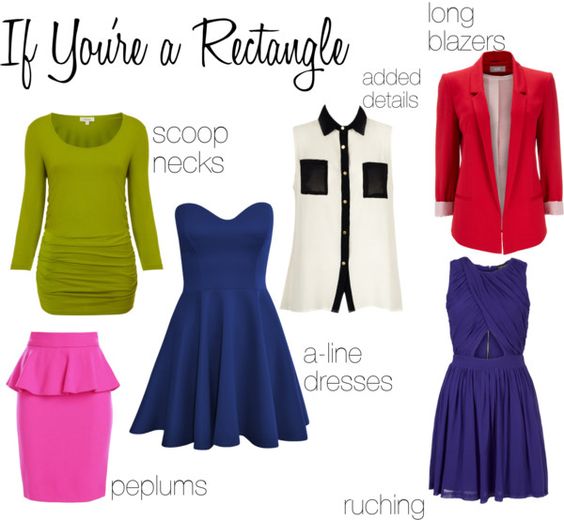 If You're a Rectangle
long
blazers
added
details
scoop
necks
a-line
dresses
peplums
ruching